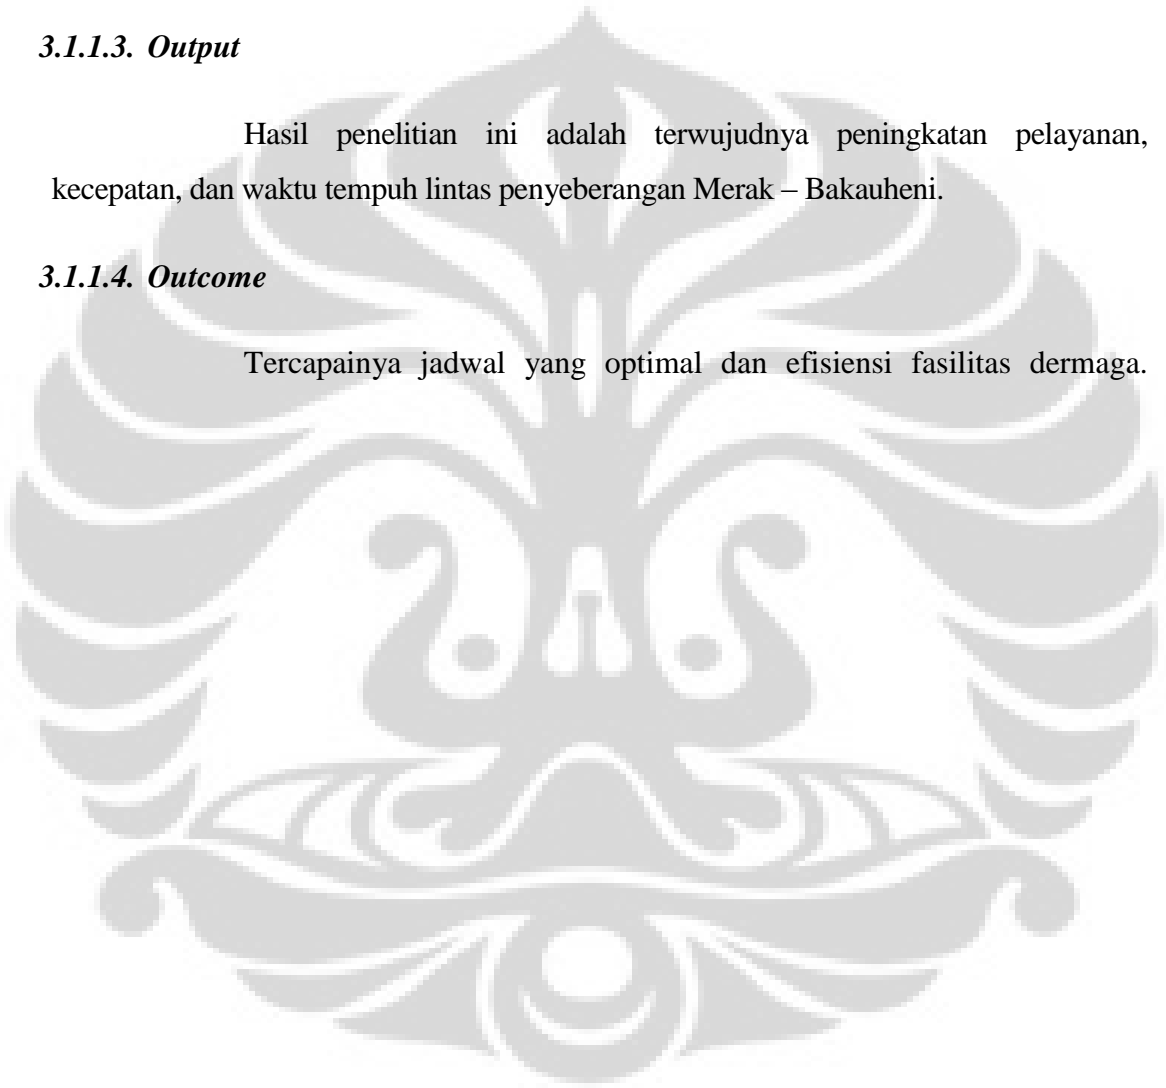 3.1.1.3. Output
Hasil penelitian ini adalah terwujudnya peningkatan pelayanan,
kecepatan, dan waktu tempuh lintas penyeberangan Merak – Bakauheni.
3.1.1.4. Outcome
Tercapainya jadwal yang optimal dan efisiensi fasilitas dermaga.